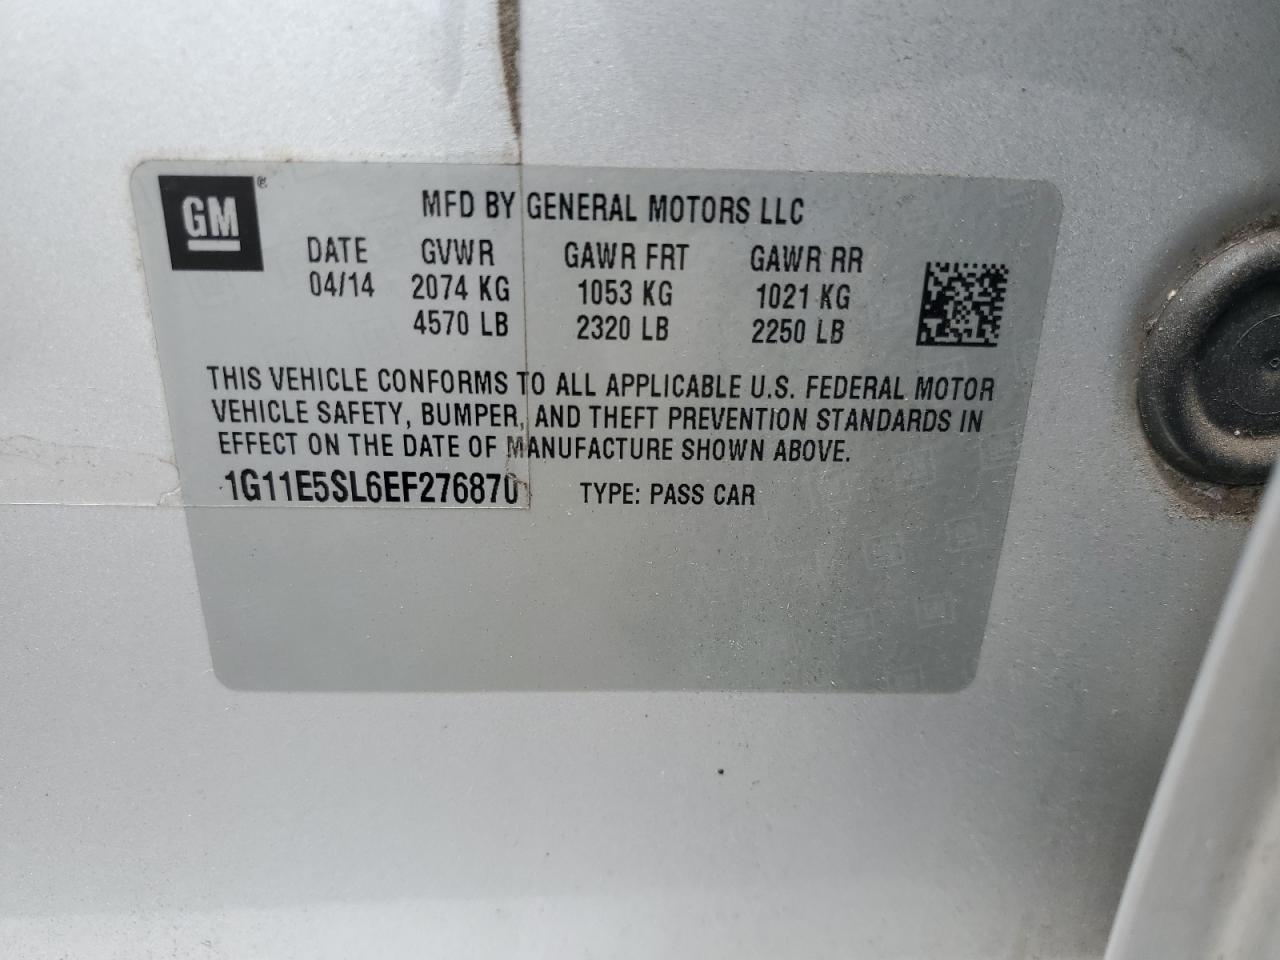 GM®
MFD BY GENERAL MOTORS LLC
DATE GVWR GAWR FRT GAWR RR
04/14 2074 KG 1053 KG 1021 KG
4570 LB 2320 LB 2250 LB
THIS VEHICLE CONFORMS TO ALL APPLICABLE U.S. FEDERAL MOTOR
VEHICLE SAFETY, BUMPER, AND THEFT PREVENTION STANDARDS IN
EFFECT ON THE DATE OF MANUFACTURE SHOWN ABOVE.
1G11E5SL6EF276870 TYPE: PASS CAR